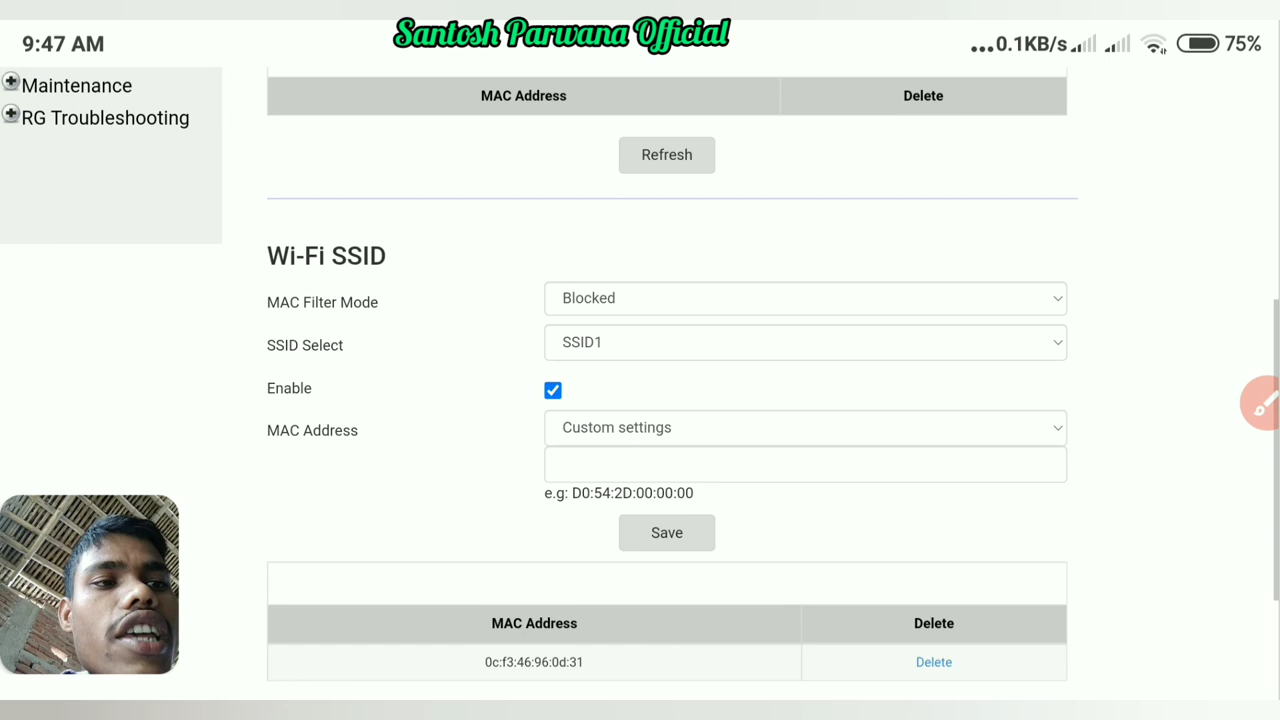 Santosh Parwana Official
9:47 AM
...0.1KB/s
75%
Maintenance
RG Troubleshooting
MAC Address Delete
Refresh
Wi-Fi SSID
MAC Filter Mode Blocked
SSID Select SSID1
Enable
MAC Address Custom settings
e.g: D0:54:2D:00:00:00
Save
MAC Address Delete
0c:f3:46:96:0d:31 Delete